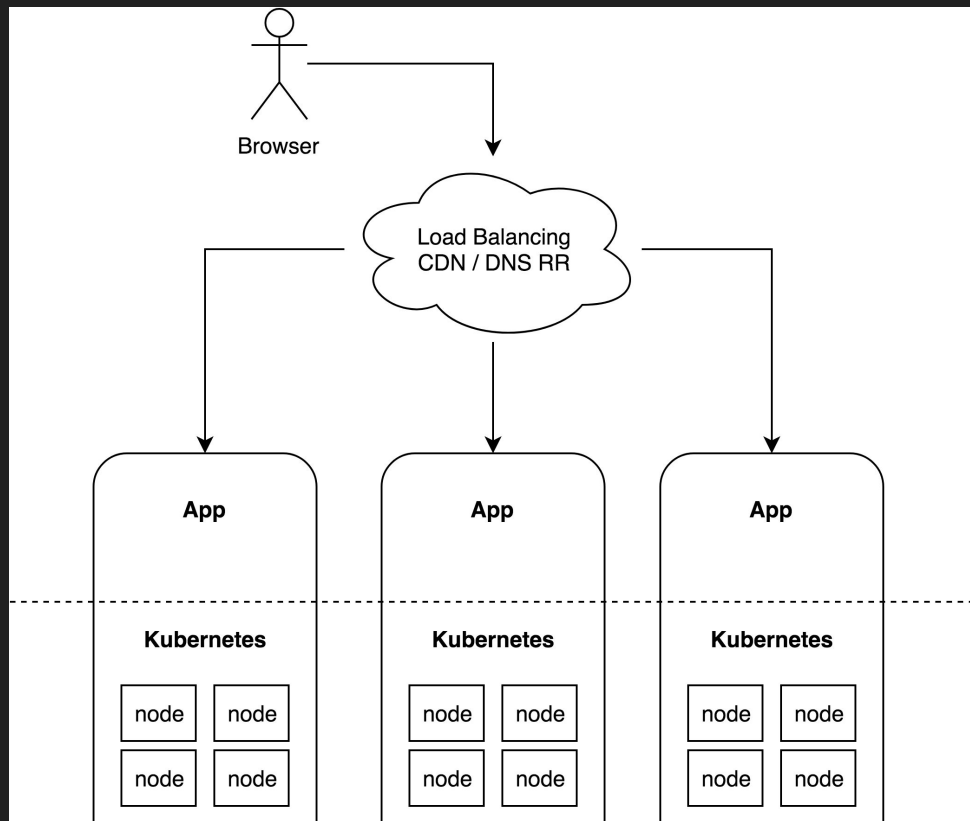 Browser
Load Balancing
CDN / DNS RR
App
App
App
Kubernetes
Kubernetes
Kubernetes
node node
node node
node node
node node
node node
node node